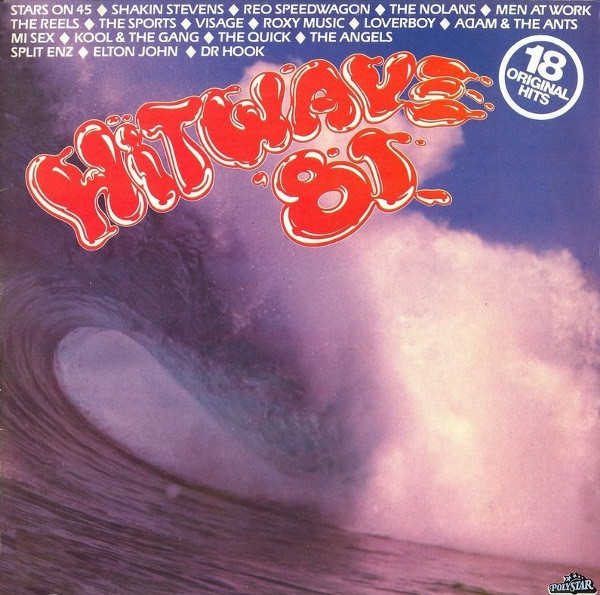 STARS ON 45 ♦ SHAKIN STEVENS ♦ REO SPEEDWAGON ♦ THE NOLANS ♦ MEN AT WORK
THE REELS ♦ THE SPORTS ♦ VISAGE ♦ ROXY MUSIC ♦ LOVERBOY ♦ ADAM & THE ANTS
MI SEX ♦ KOOL & THE GANG ♦ THE QUICK ♦ THE ANGELS
SPLIT ENZ ♦ ELTON JOHN ♦ DR HOOK
18
ORIGINAL
HITS
HITWAVE
'81
POLYSTAR